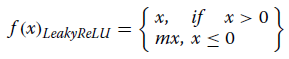 f(x)LeakyReLU = { x, if x > 0 }
mx, x ≤ 0